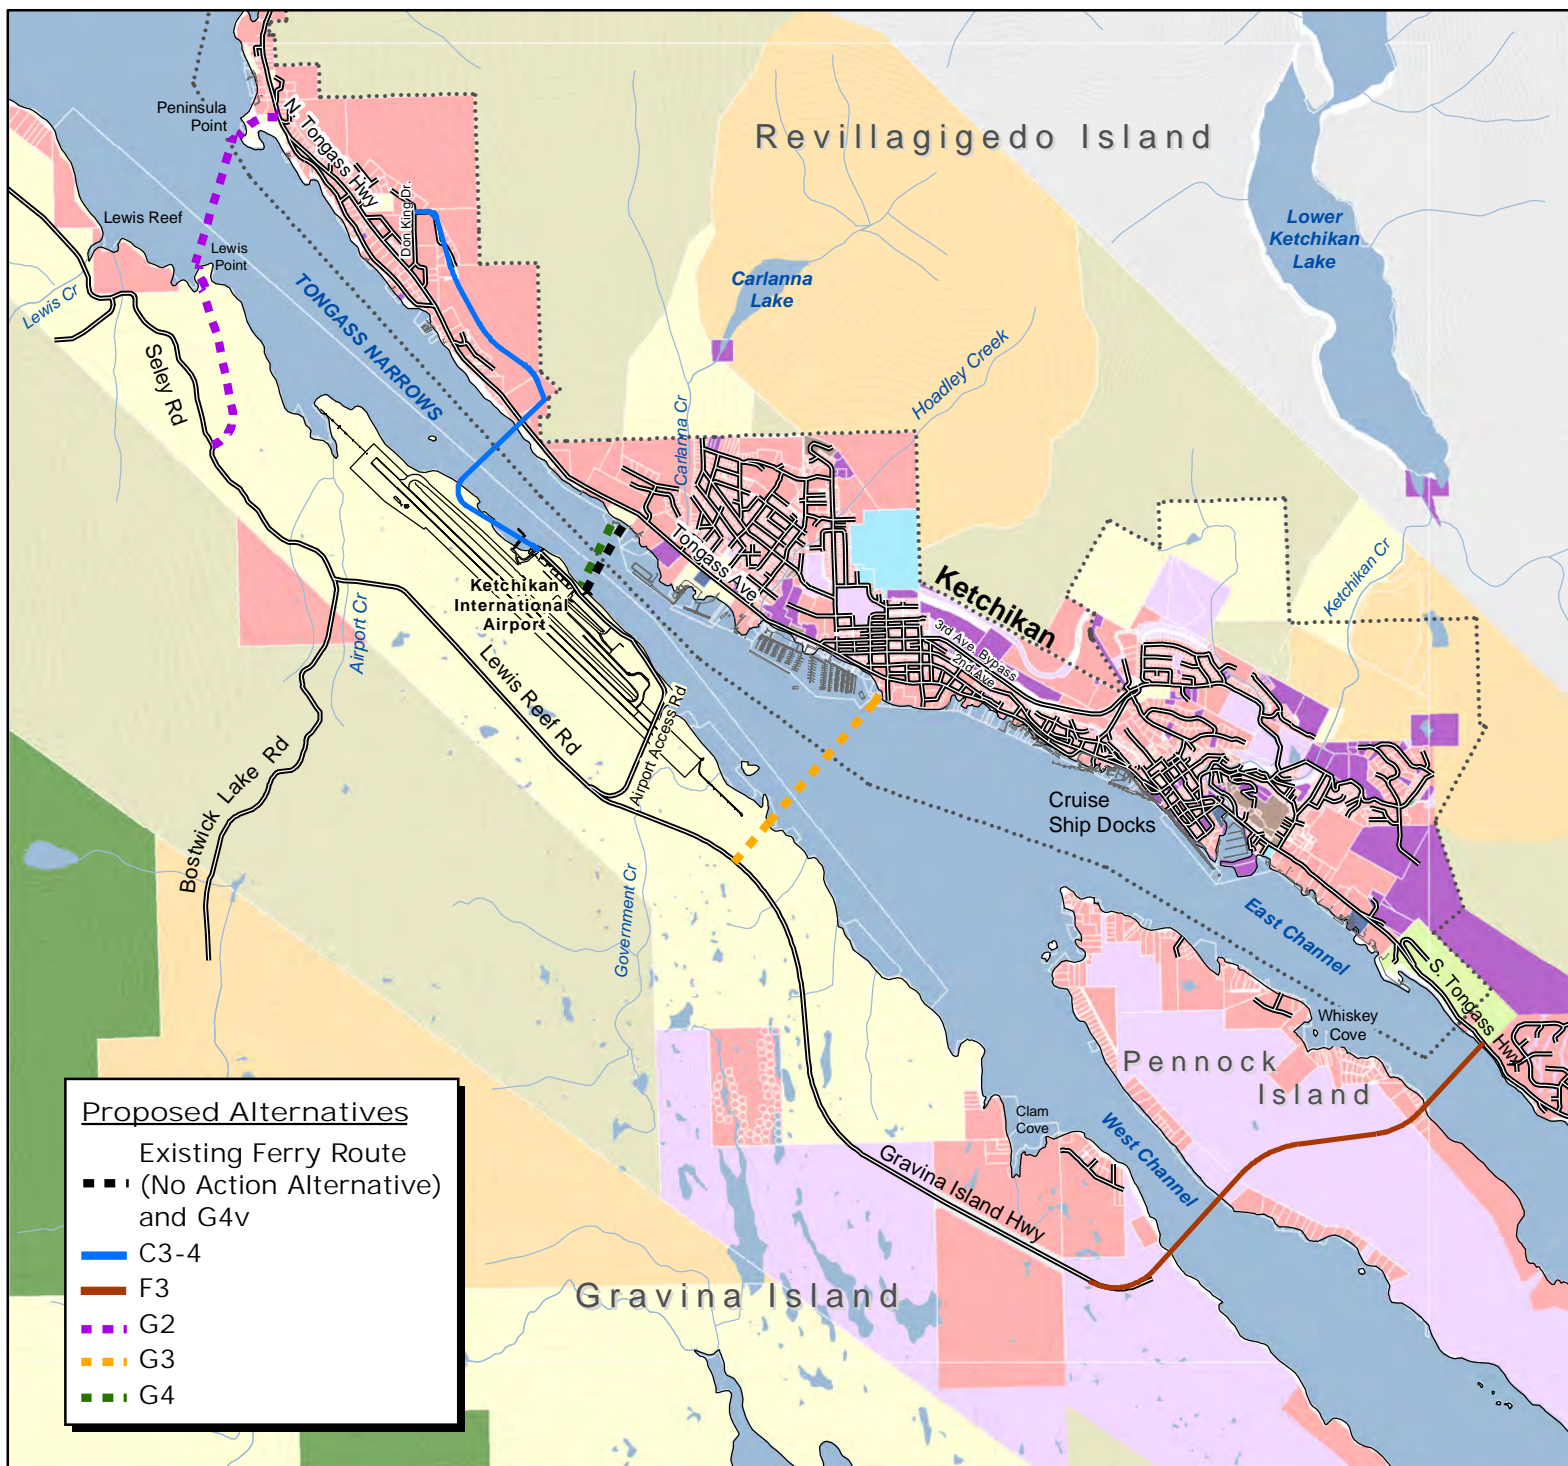 Revillagigedo Island
Peninsula
Point
N. Tongass Hwy
Don King Dr.
Lewis Reef
Lewis
Point
Lewis Cr
TONGASS NARROWS
Seley Rd
Carlanna
Lake
Lower
Ketchikan
Lake
Hoadley Creek
Carlanna Cr
Tongass Ave
Ketchikan
Ketchikan Cr
3rd Ave. Bypass
2nd Ave
Ketchikan
International
Airport
Airport Cr
Lewis Reef Rd
Airport Access Rd
Bostwick Lake Rd
Government Cr
Cruise
Ship Docks
East Channel
S. Tongass Hwy
Whiskey
Cove
Pennock
Island
West Channel
Clam
Cove
Gravina Island Hwy
Gravina Island
Proposed Alternatives
Existing Ferry Route
(No Action Alternative)
and G4v
C3-4
F3
G2
G3
G4